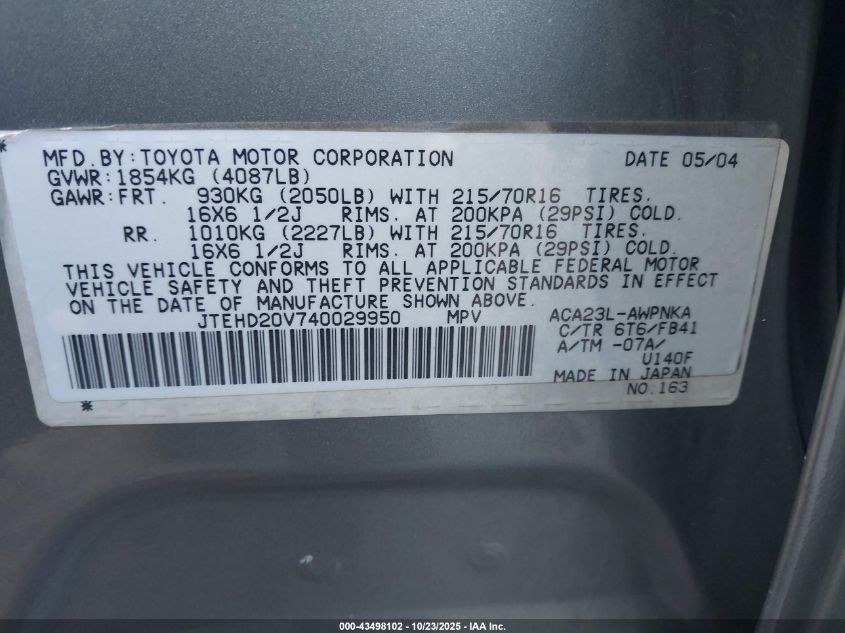 MFD.BY:TOYOTA MOTOR CORPORATION DATE 05/04
GVWR:1854KG (4087LB)
GAWR:FRT. 930KG (2050LB) WITH 215/70R16 TIRES.
16X6 1/2J RIMS. AT 200KPA (29PSI) COLD.
RR. 1010KG (2227LB) WITH 215/70R16 TIRES.
16X6 1/2J RIMS. AT 200KPA (29PSI) COLD.
THIS VEHICLE CONFORMS TO ALL APPLICABLE FEDERAL MOTOR
VEHICLE SAFETY AND THEFT PREVENTION STANDARDS IN EFFECT
ON THE DATE OF MANUFACTURE SHOWN ABOVE.
JTEHD20V740029950 MPV ACA23L-AWPNKA
C/TR 6T6/FB41
A/TM -07A/
U140F
MADE IN JAPAN
NO.163
000-43498102 - 10/23/2025 - IAA Inc.